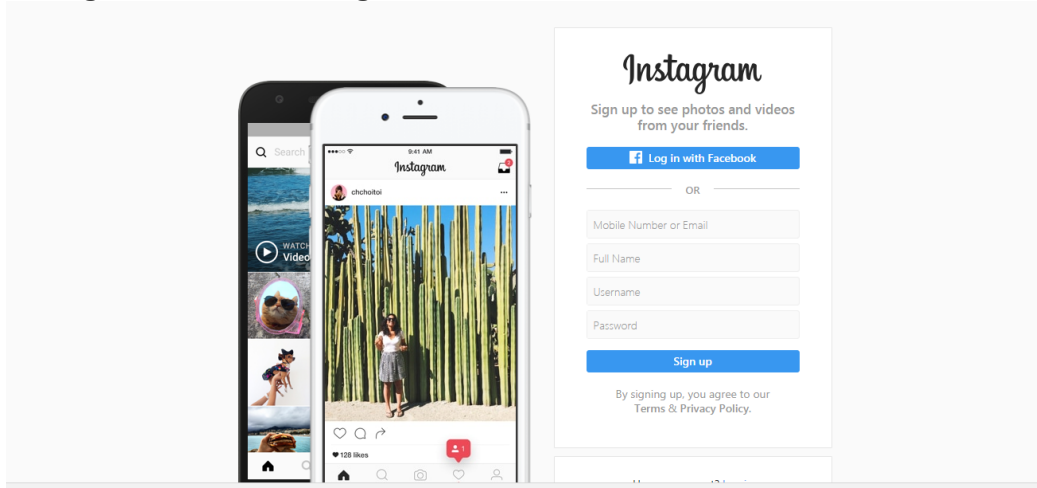 Search
WATCH
Video
9:41 AM
Instagram
2
chchoitoi
128 likes
1
Instagram
Sign up to see photos and videos
from your friends.
Log in with Facebook
OR
Mobile Number or Email
Full Name
Username
Password
Sign up
By signing up, you agree to our
Terms & Privacy Policy.